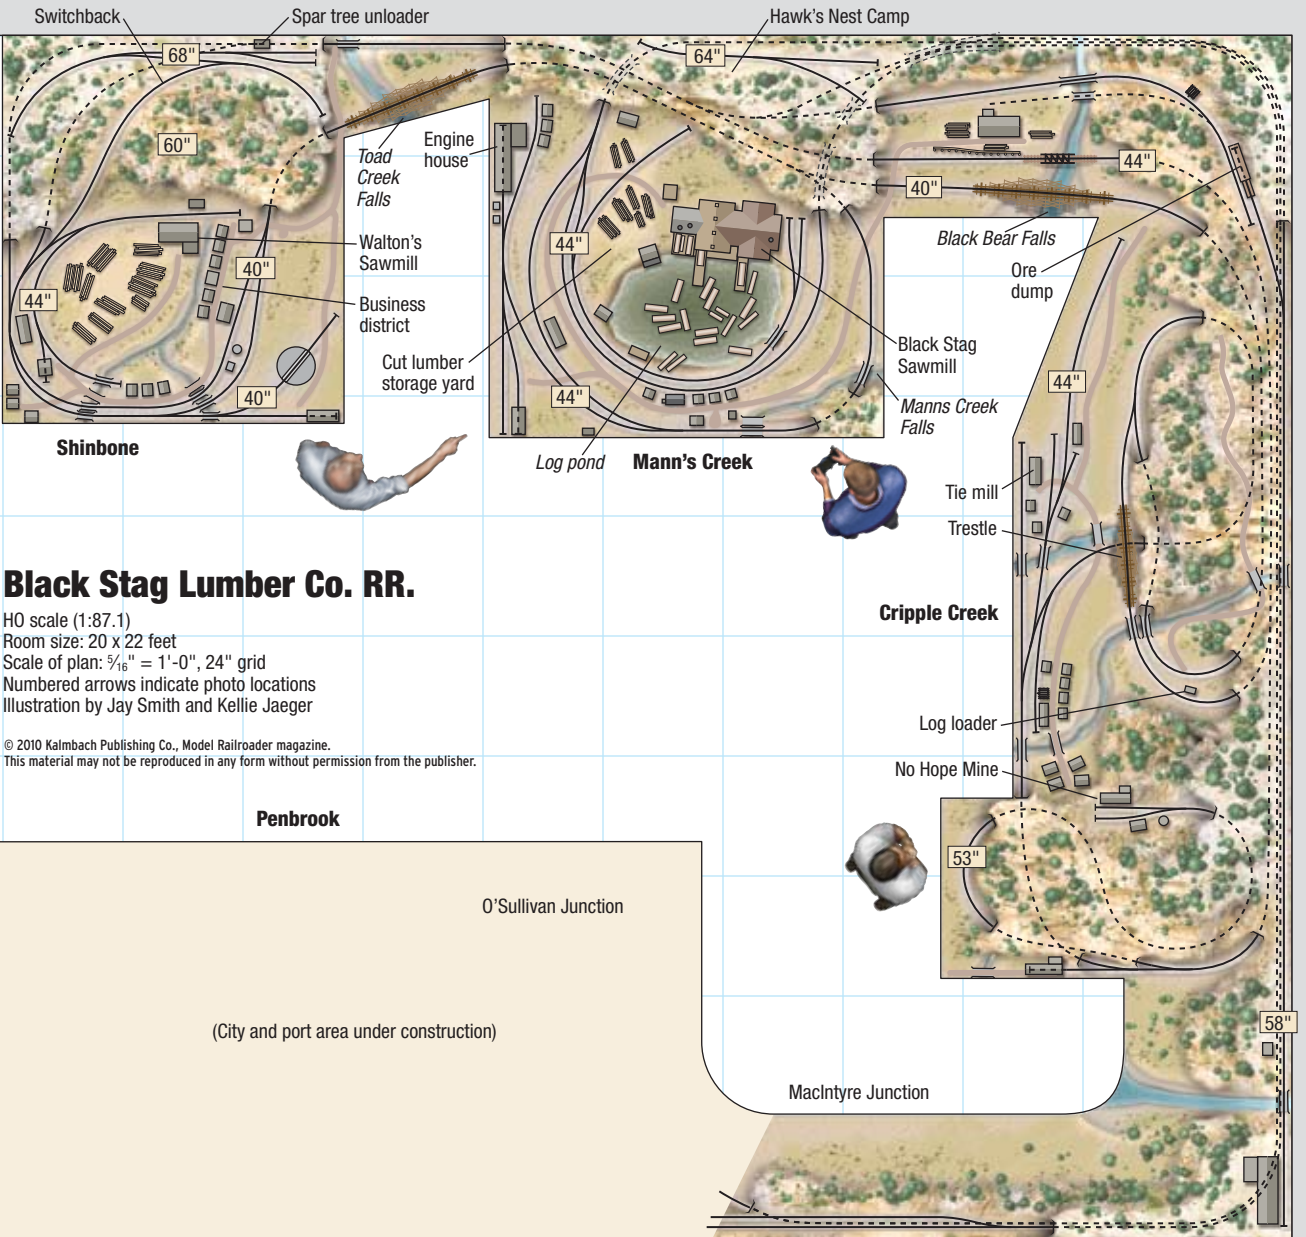 Switchback
Spar tree unloader
Hawk's Nest Camp
68"
64"
60"
Toad
Creek
Falls
Engine
house
44"
40"
Black Bear Falls
Ore
dump
Walton's
Sawmill
40"
44"
Business
district
44"
Cut lumber
storage yard
Black Stag
Sawmill
40"
44"
44"
Manns Creek
Falls
Shinbone
Log pond
Mann's Creek
Tie mill
Trestle
Black Stag Lumber Co. RR.
HO scale (1:87.1)
Room size: 20 x 22 feet
Scale of plan: 5/16" = 1'-0", 24" grid
Numbered arrows indicate photo locations
Illustration by Jay Smith and Kellie Jaeger
© 2010 Kalmbach Publishing Co., Model Railroader magazine.
This material may not be reproduced in any form without permission from the publisher.
Cripple Creek
Log loader
No Hope Mine
Penbrook
53"
O'Sullivan Junction
(City and port area under construction)
58"
MacIntyre Junction